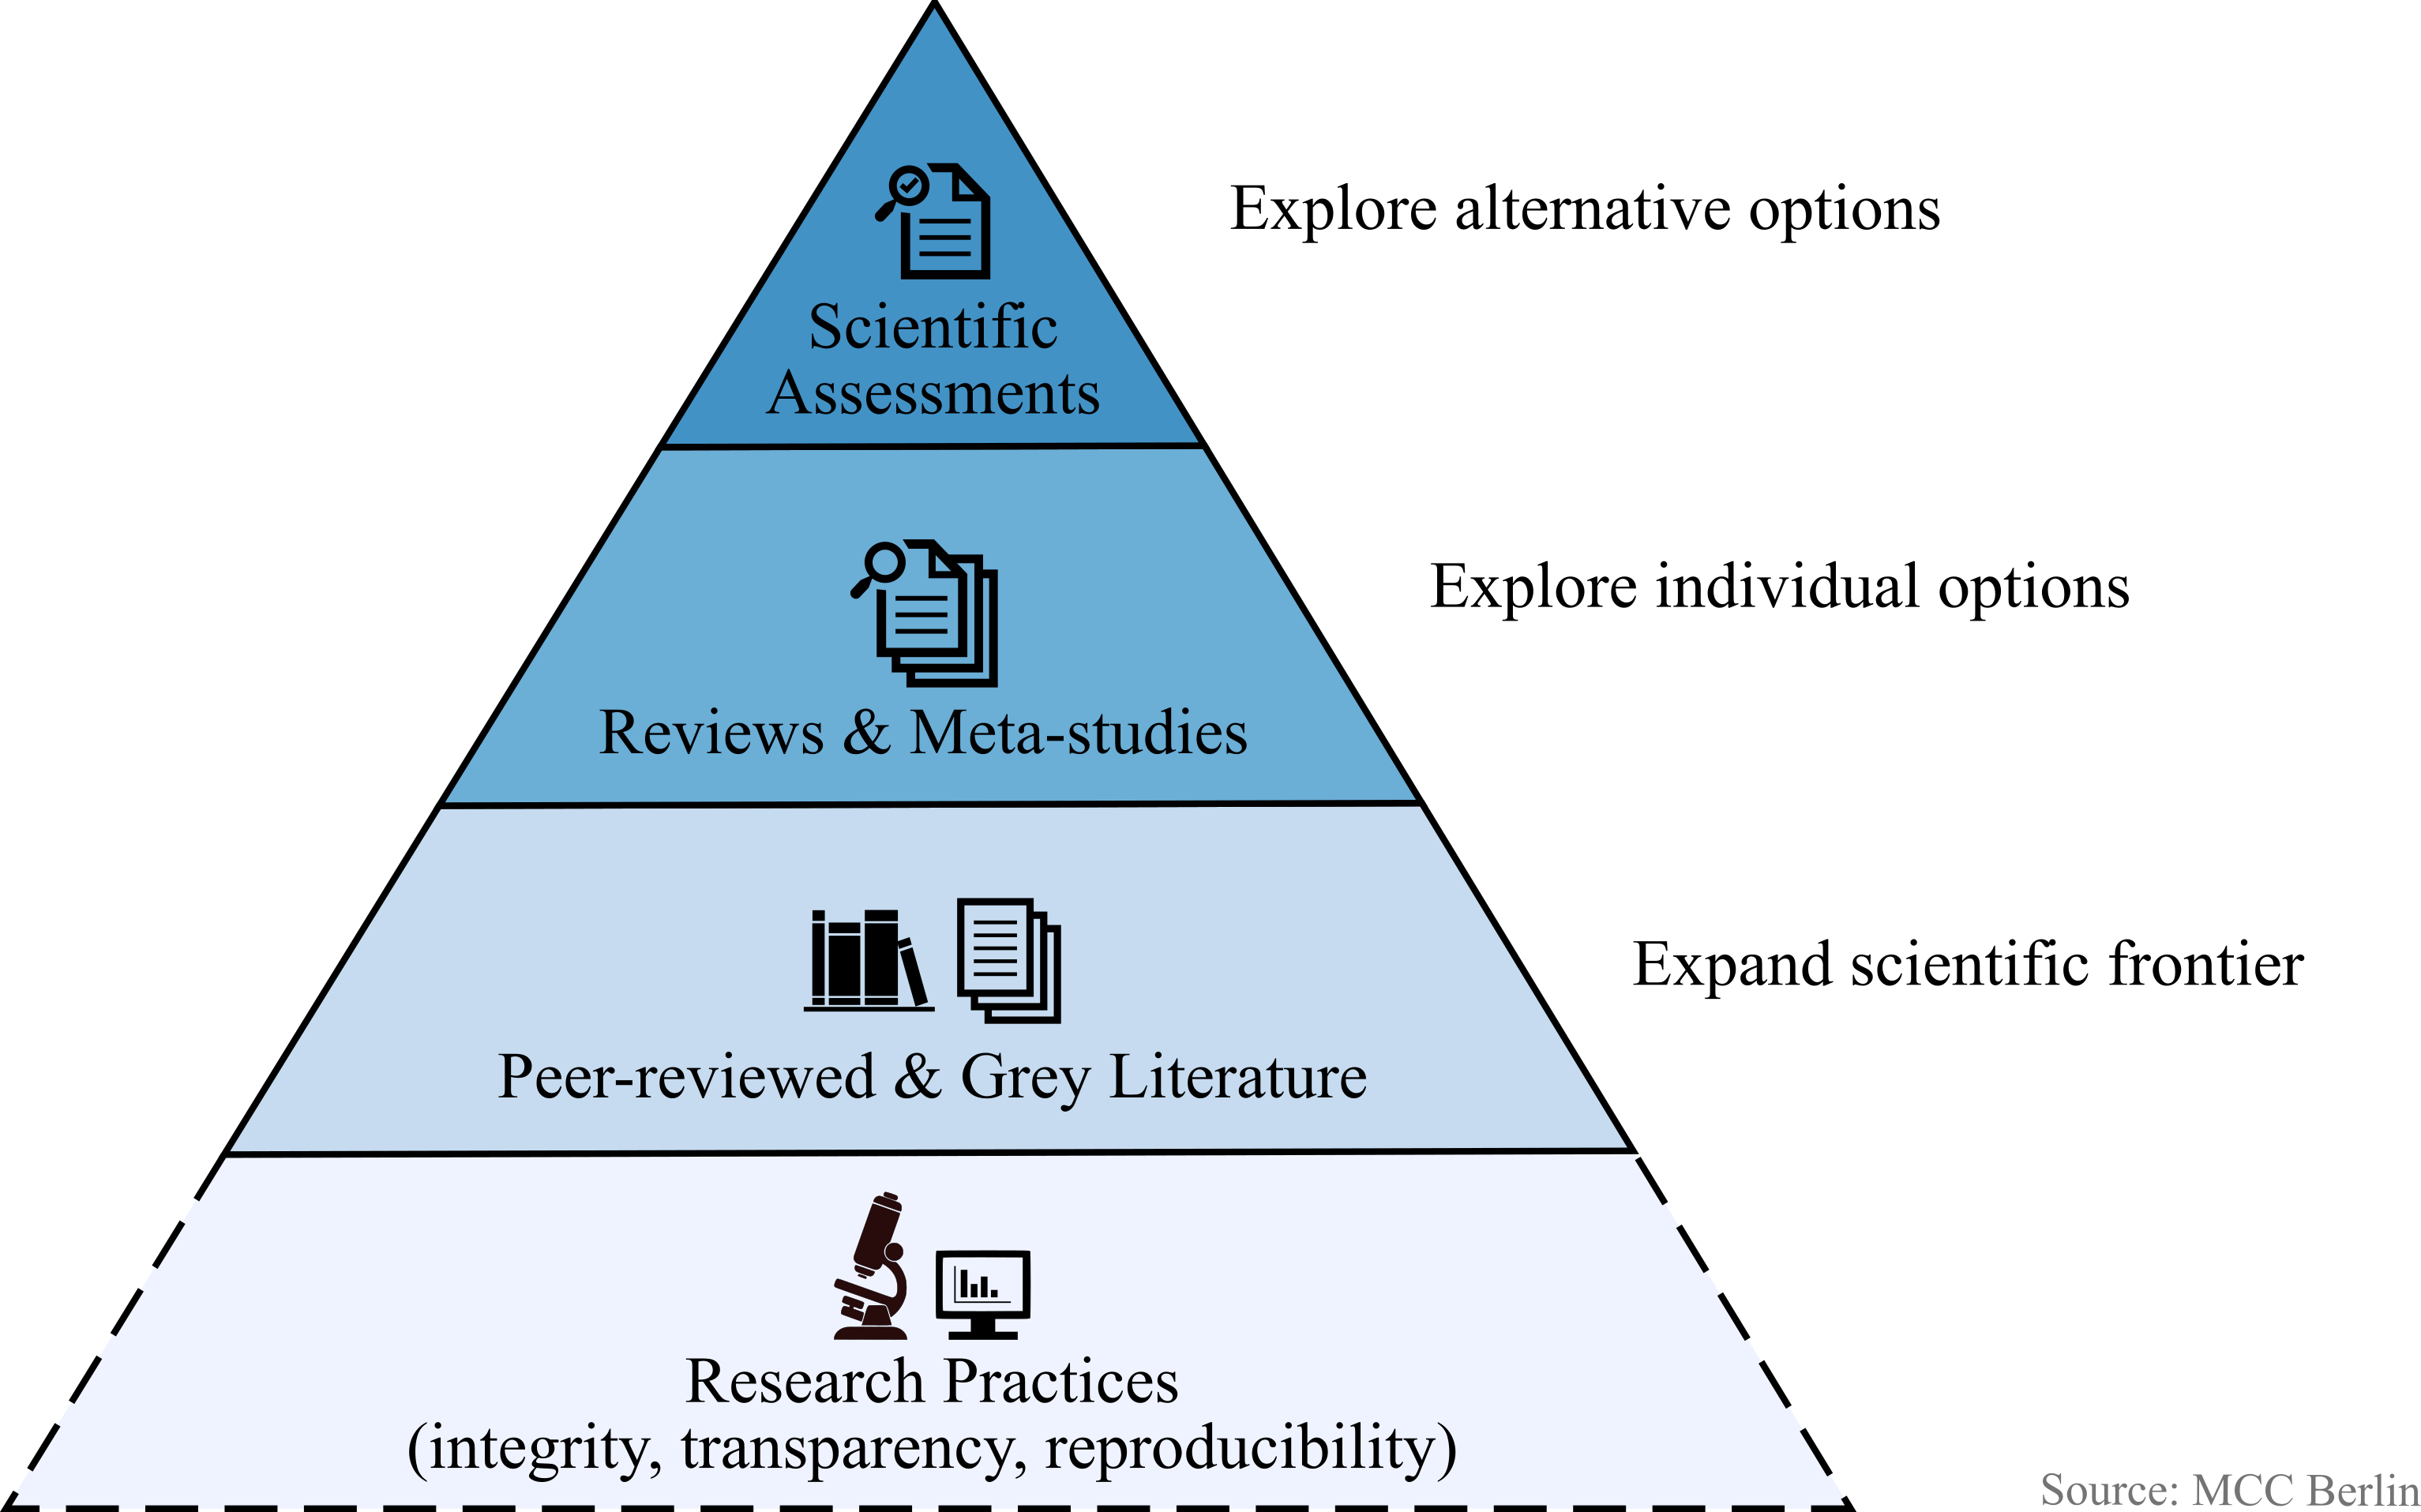 Explore alternative options
Scientific
Assessments
Explore individual options
Reviews & Meta-studies
Expand scientific frontier
Peer-reviewed & Grey Literature
Research Practices
(integrity, transparency, reproducibility)
Source: MCC Berlin